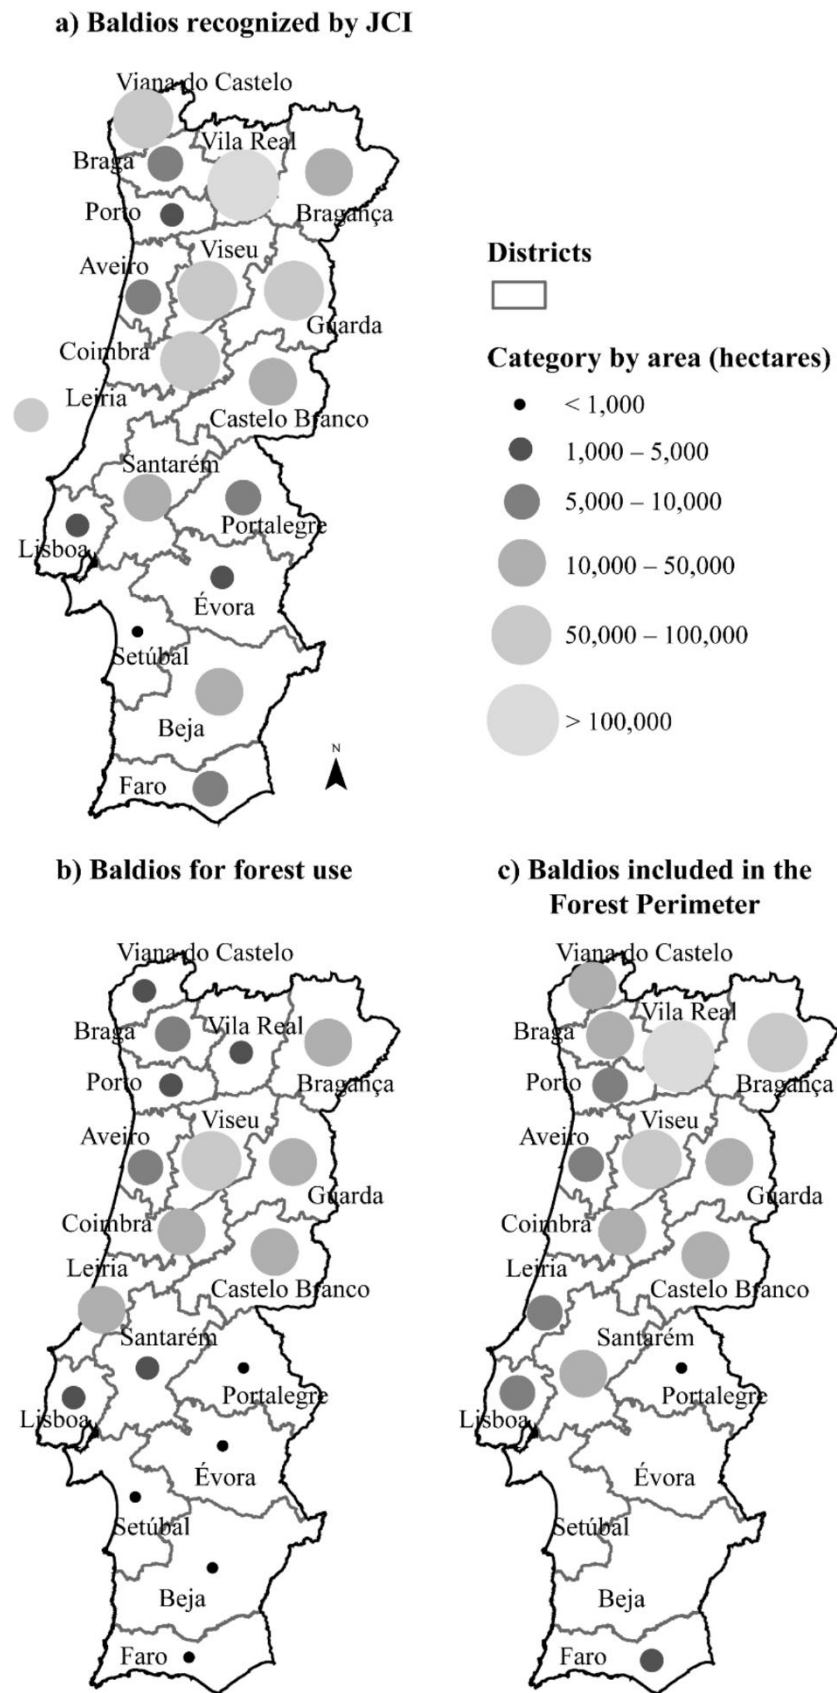 a) Baldios recognized by JCI
Viana do Castelo
Vila Real
Braga
Porto
Bragança
Viseu
Aveiro
Guarda
Coimbra
Leiria
Castelo Branco
Santarém
Portalegre
Lisboa
Évora
Setúbal
Beja
N
Faro
Districts
Category by area (hectares)
< 1,000
1,000 – 5,000
5,000 – 10,000
10,000 – 50,000
50,000 – 100,000
> 100,000
b) Baldios for forest use
Viana do Castelo
Vila Real
Braga
Porto
Bragança
Viseu
Aveiro
Guarda
Coimbra
Leiria
Castelo Branco
Santarém
Portalegre
Lisboa
Évora
Setúbal
Beja
Faro
c) Baldios included in the
Forest Perimeter
Viana do Castelo
Vila Real
Braga
Porto
Bragança
Viseu
Aveiro
Guarda
Coimbra
Leiria
Castelo Branco
Santarém
Portalegre
Lisboa
Évora
Setúbal
Beja
Faro